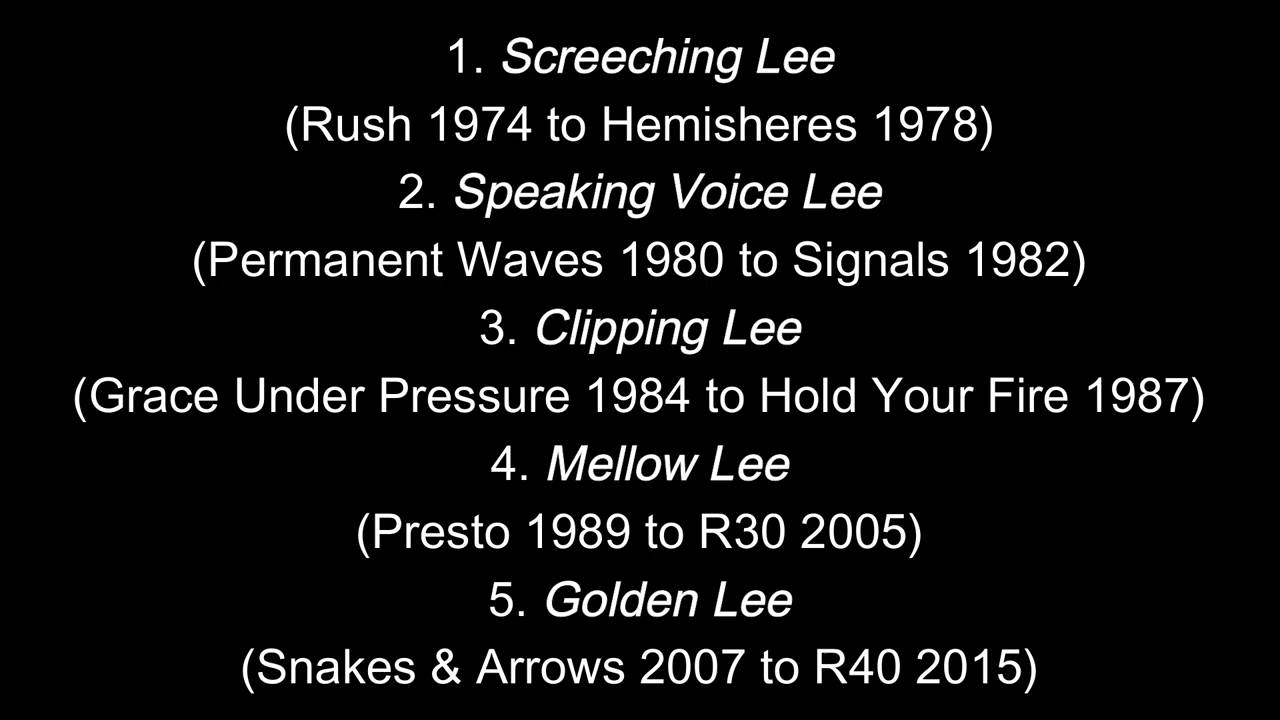 1. Screeching Lee
(Rush 1974 to Hemisheres 1978)
2. Speaking Voice Lee
(Permanent Waves 1980 to Signals 1982)
3. Clipping Lee
(Grace Under Pressure 1984 to Hold Your Fire 1987)
4. Mellow Lee
(Presto 1989 to R30 2005)
5. Golden Lee
(Snakes & Arrows 2007 to R40 2015)